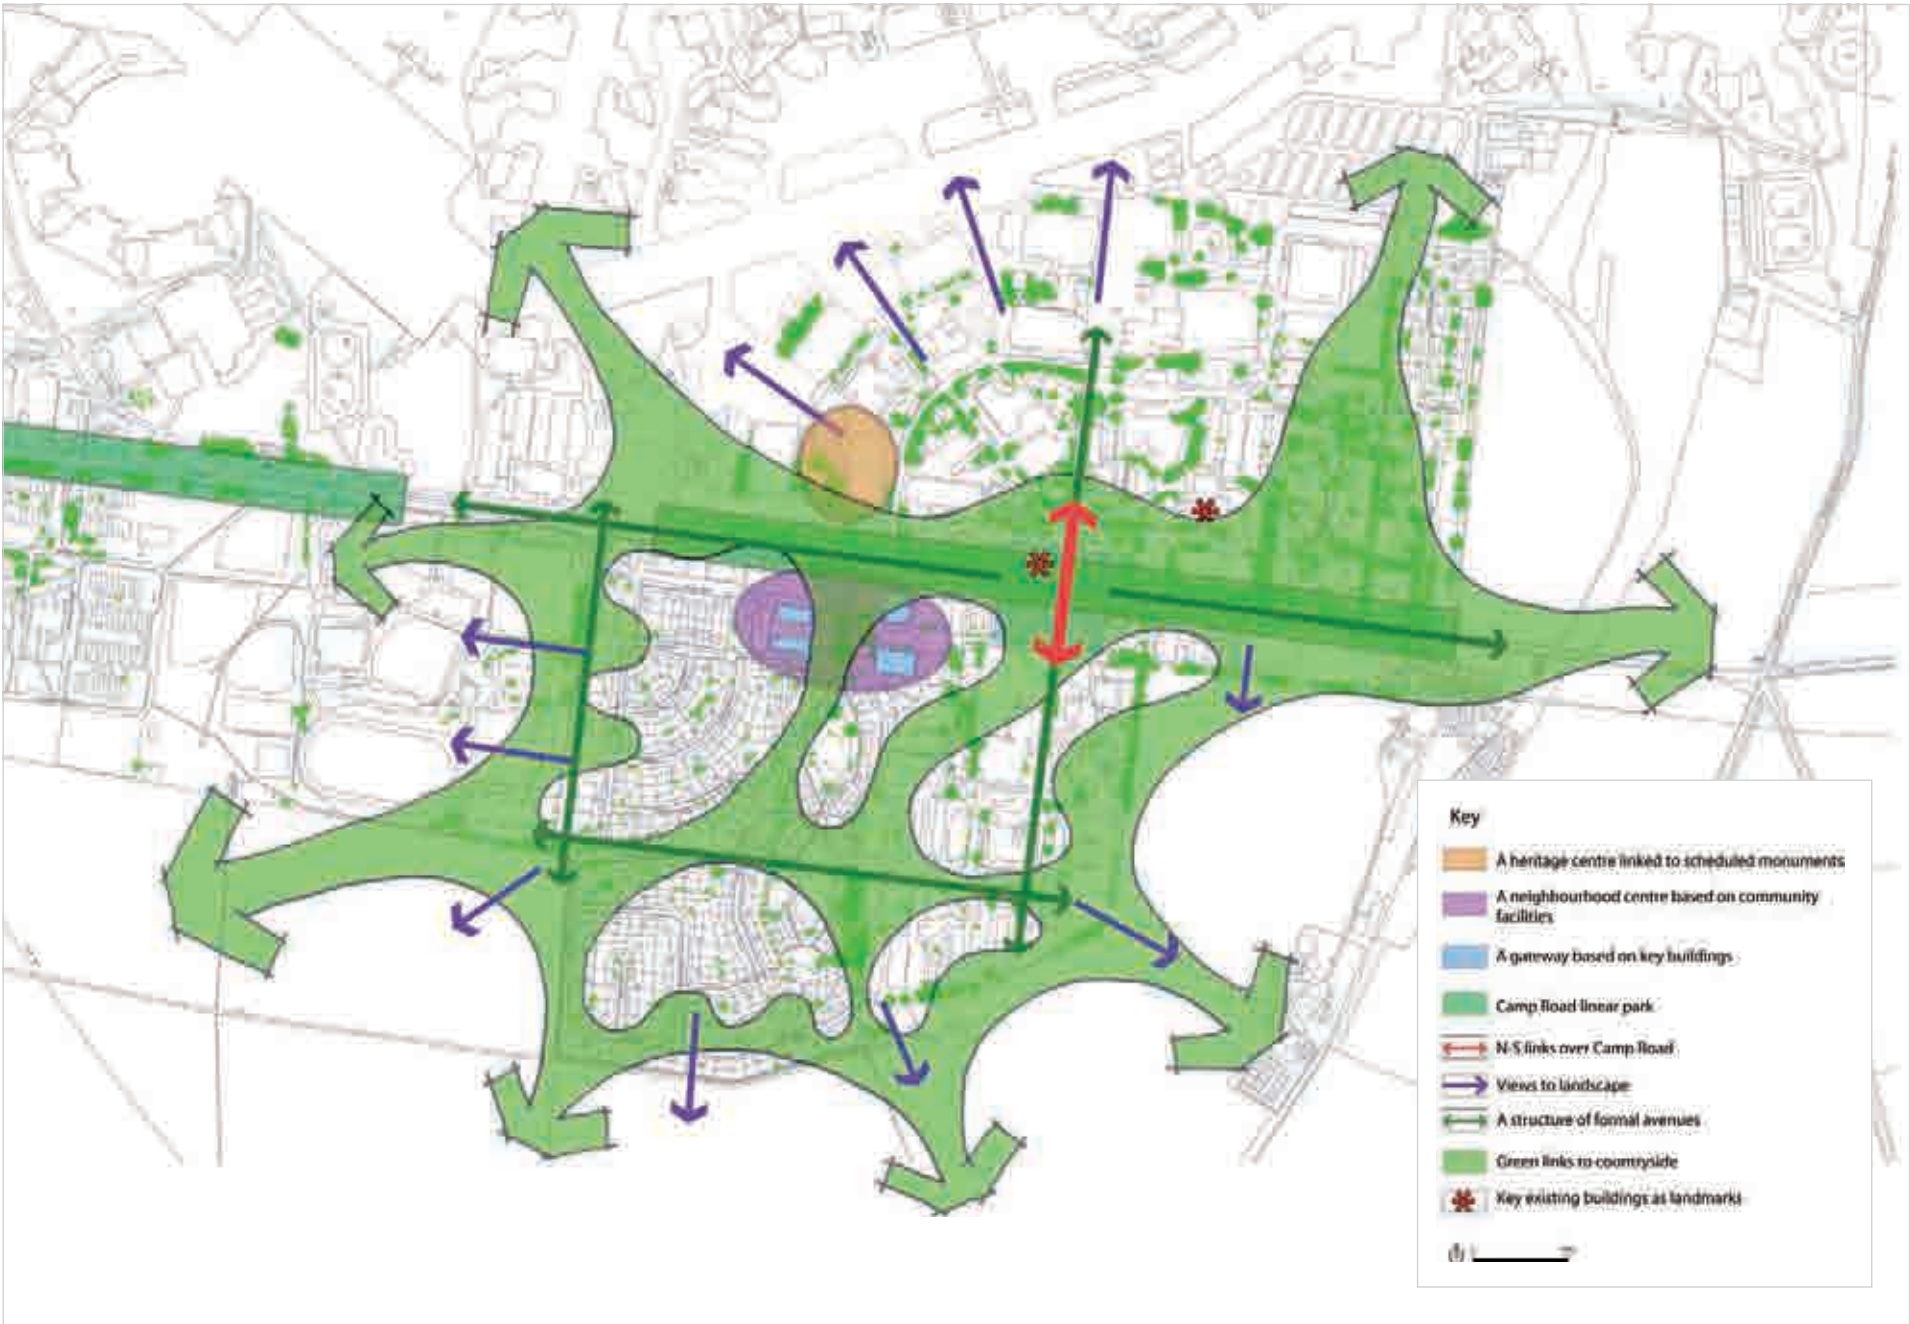 Key
A heritage centre linked to scheduled monuments
A neighbourhood centre based on community
facilities
A gateway based on key buildings
Camp Road linear park
N-S links over Camp Road
Views to landscape
A structure of formal avenues
Green links to countryside
Key existing buildings as landmarks